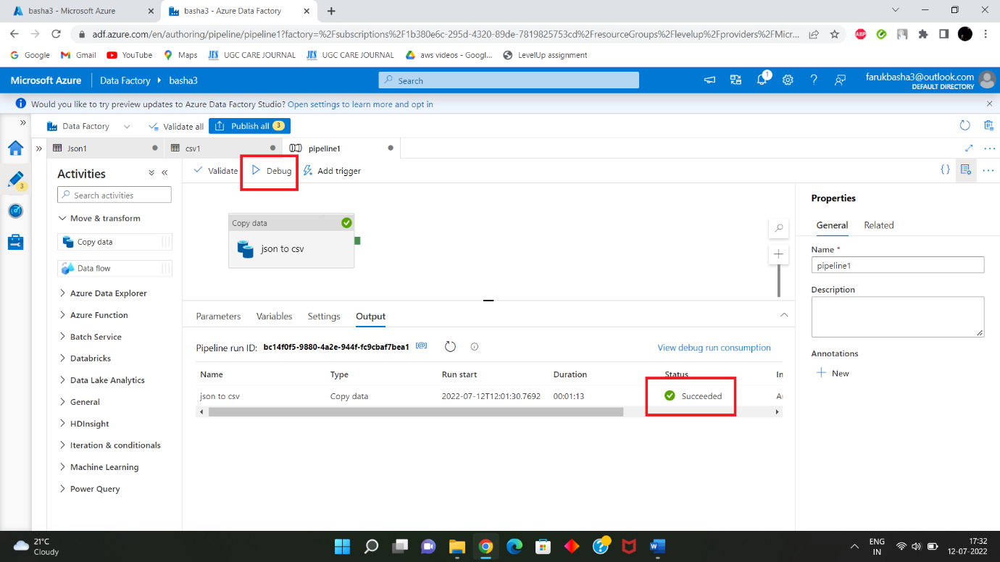 basha3 - Microsoft Azure
basha3 - Azure Data Factory
adf.azure.com/en/authoring/pipeline/pipeline1?factory=%2Fsubscriptions%2F1b380e6c-295d-4320-89de-7819825753cd%2FresourceGroups%2Flevelup%2Fproviders%2FMicr...
ABP
Google
Gmail
YouTube
Maps
JES UGC CARE JOURNAL
JES UGC CARE JOURNAL
aws videos - Googl...
LevelUp assignment
Microsoft Azure
Data Factory
basha3
Search
1
farukbasha3@outlook.com
DEFAULT DIRECTORY
Would you like to try preview updates to Azure Data Factory Studio? Open settings to learn more and opt in
Data Factory
Validate all
Publish all 3
Json1
csv1
pipeline1
3
Activities
Search activities
Move & transform
Copy data
Data flow
Azure Data Explorer
Azure Function
Batch Service
Databricks
Data Lake Analytics
General
HDInsight
Iteration & conditionals
Machine Learning
Power Query
Validate
Debug
Add trigger
Copy data
json to csv
Parameters
Variables
Settings
Output
Pipeline run ID: bc14f0f5-9880-4a2e-944f-fc9cbaf7bea1
View debug run consumption
Name Type Run start Duration Status In
json to csv Copy data 2022-07-12T12:01:30.7692 00:01:13 Succeeded
Properties
General
Related
Name *
pipeline1
Description
Annotations
New
21°C
Cloudy
ENG
IN
17:32
12-07-2022